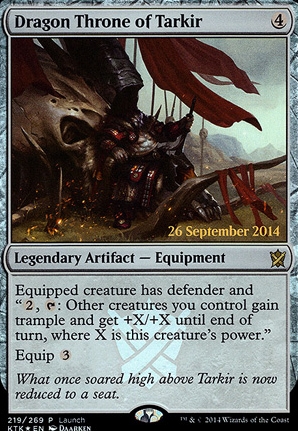 Dragon Throne of Tarkir 4
26 September 2014
Legendary Artifact — Equipment
Equipped creature has defender and
“2, T: Other creatures you control gain
trample and get +X/+X until end of
turn, where X is this creature’s power.”
Equip 3
What once soared high above Tarkir is now
reduced to a seat.
219/269 P Launch
KTK ★ EN DAARKEN
™ & © 2014 Wizards of the Coast